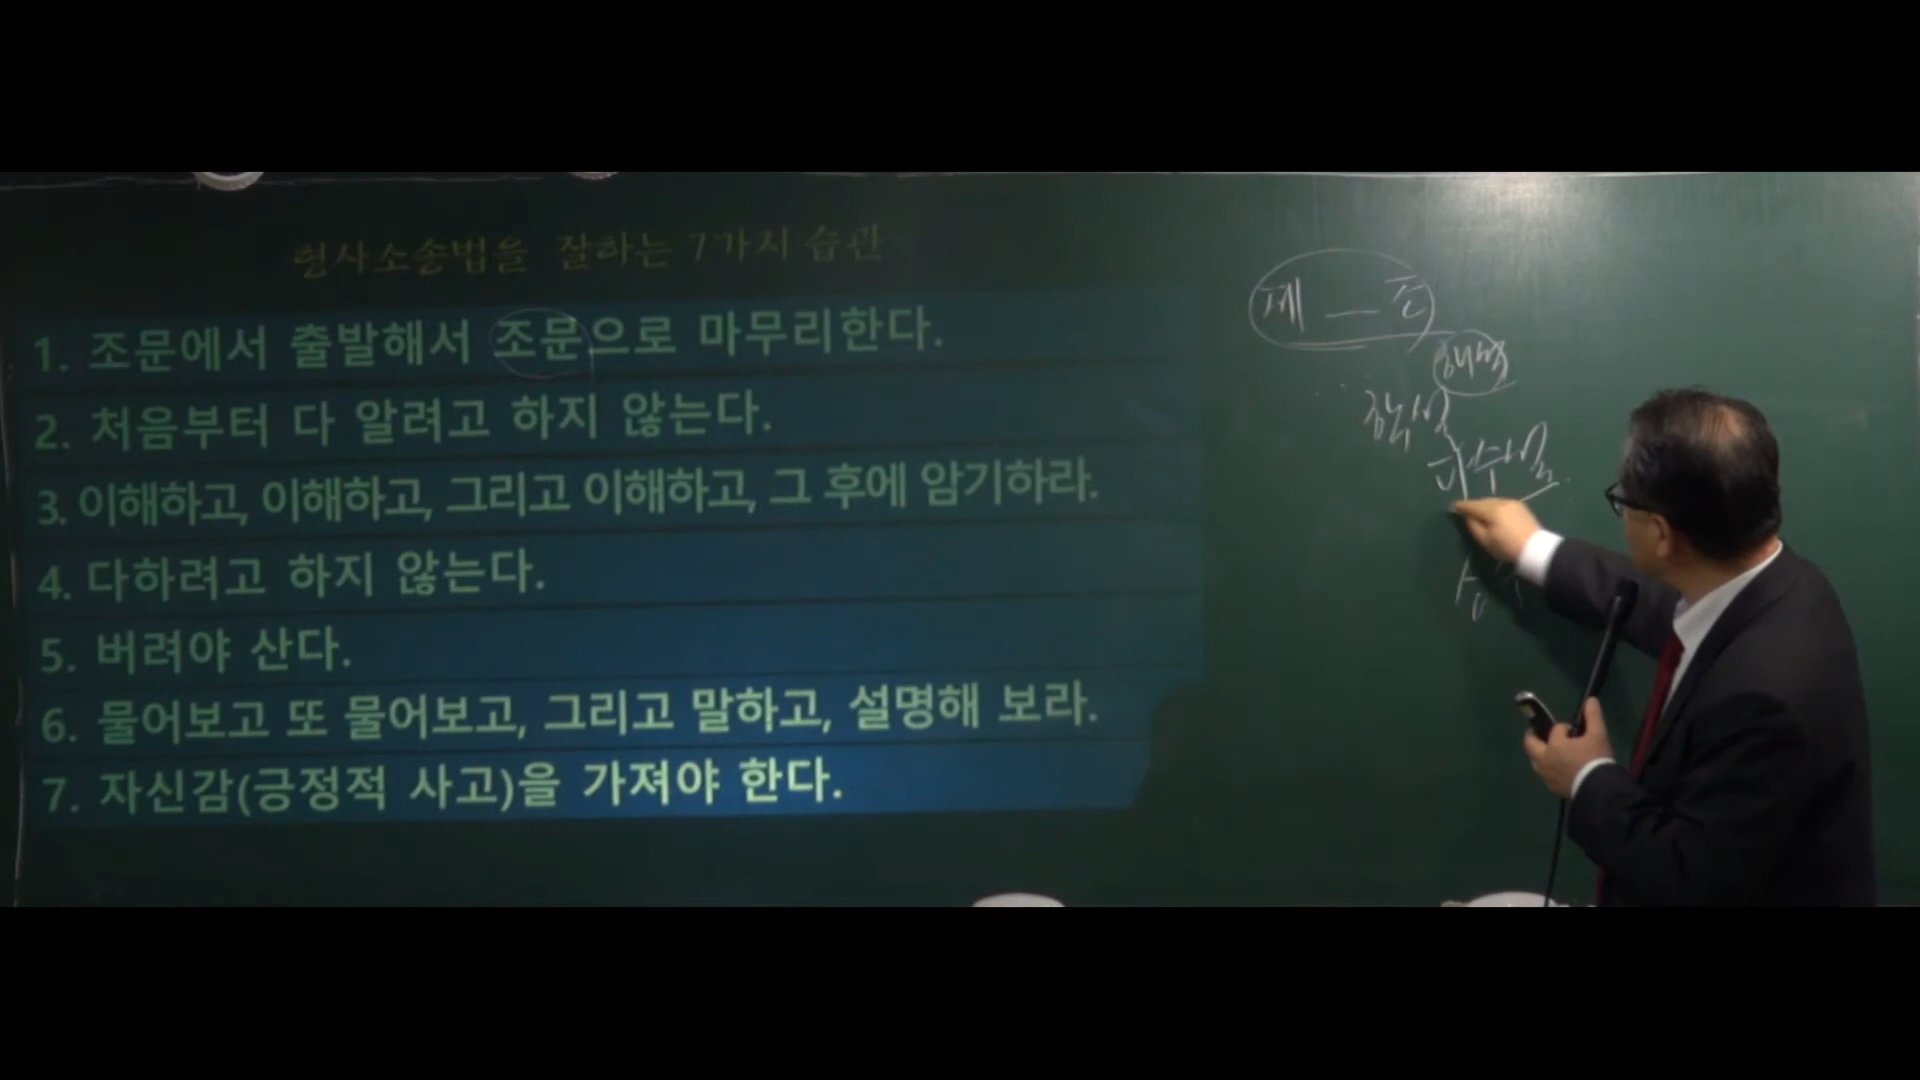 형사소송법을 잘하는 7가지 습관
1. 조문에서 출발해서 조문으로 마무리한다.
2. 처음부터 다 알려고 하지 않는다.
3. 이해하고, 이해하고, 그리고 이해하고, 그 후에 암기하라.
4. 다하려고 하지 않는다.
5. 버려야 산다.
6. 물어보고 또 물어보고, 그리고 말하고, 설명해 보라.
7. 자신감(긍정적 사고)을 가져야 한다.
제 — 조